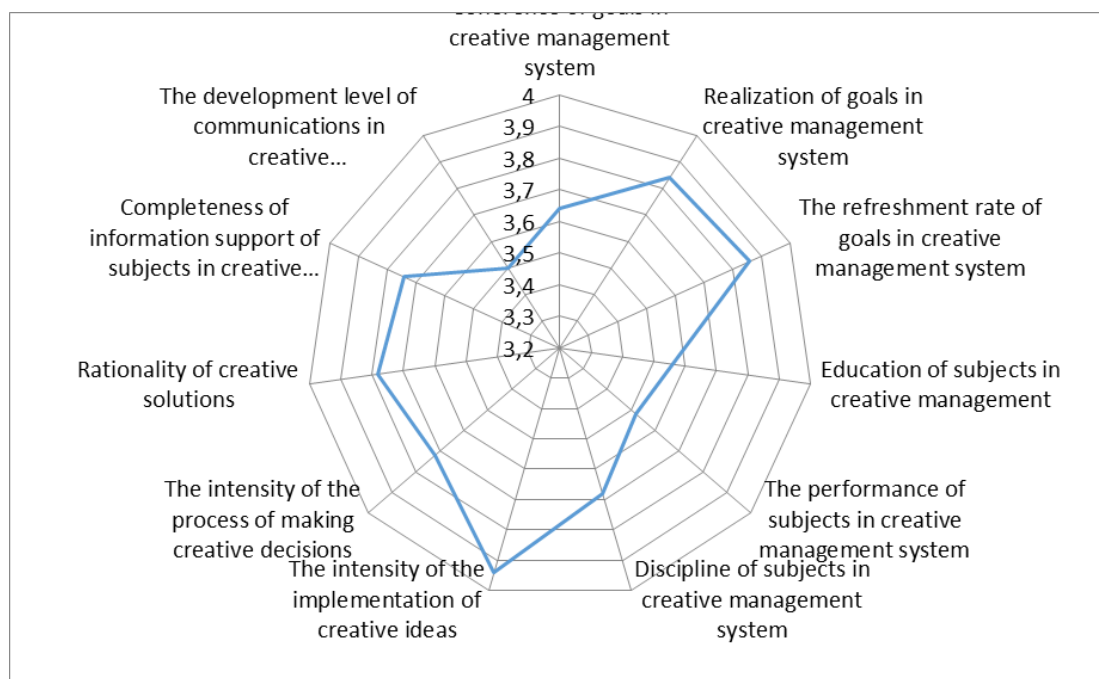 Coherence of goals in
creative management
system
Realization of goals in
creative management
system
The refreshment rate of
goals in creative
management system
Education of subjects in
creative management
The performance of
subjects in creative
management system
Discipline of subjects in
creative management
system
The intensity of the
implementation of
creative ideas
The intensity of the
process of making
creative decisions
Rationality of creative
solutions
Completeness of
information support of
subjects in creative...
The development level of
communications in
creative...
4
3,9
3,8
3,7
3,6
3,5
3,4
3,3
3,2